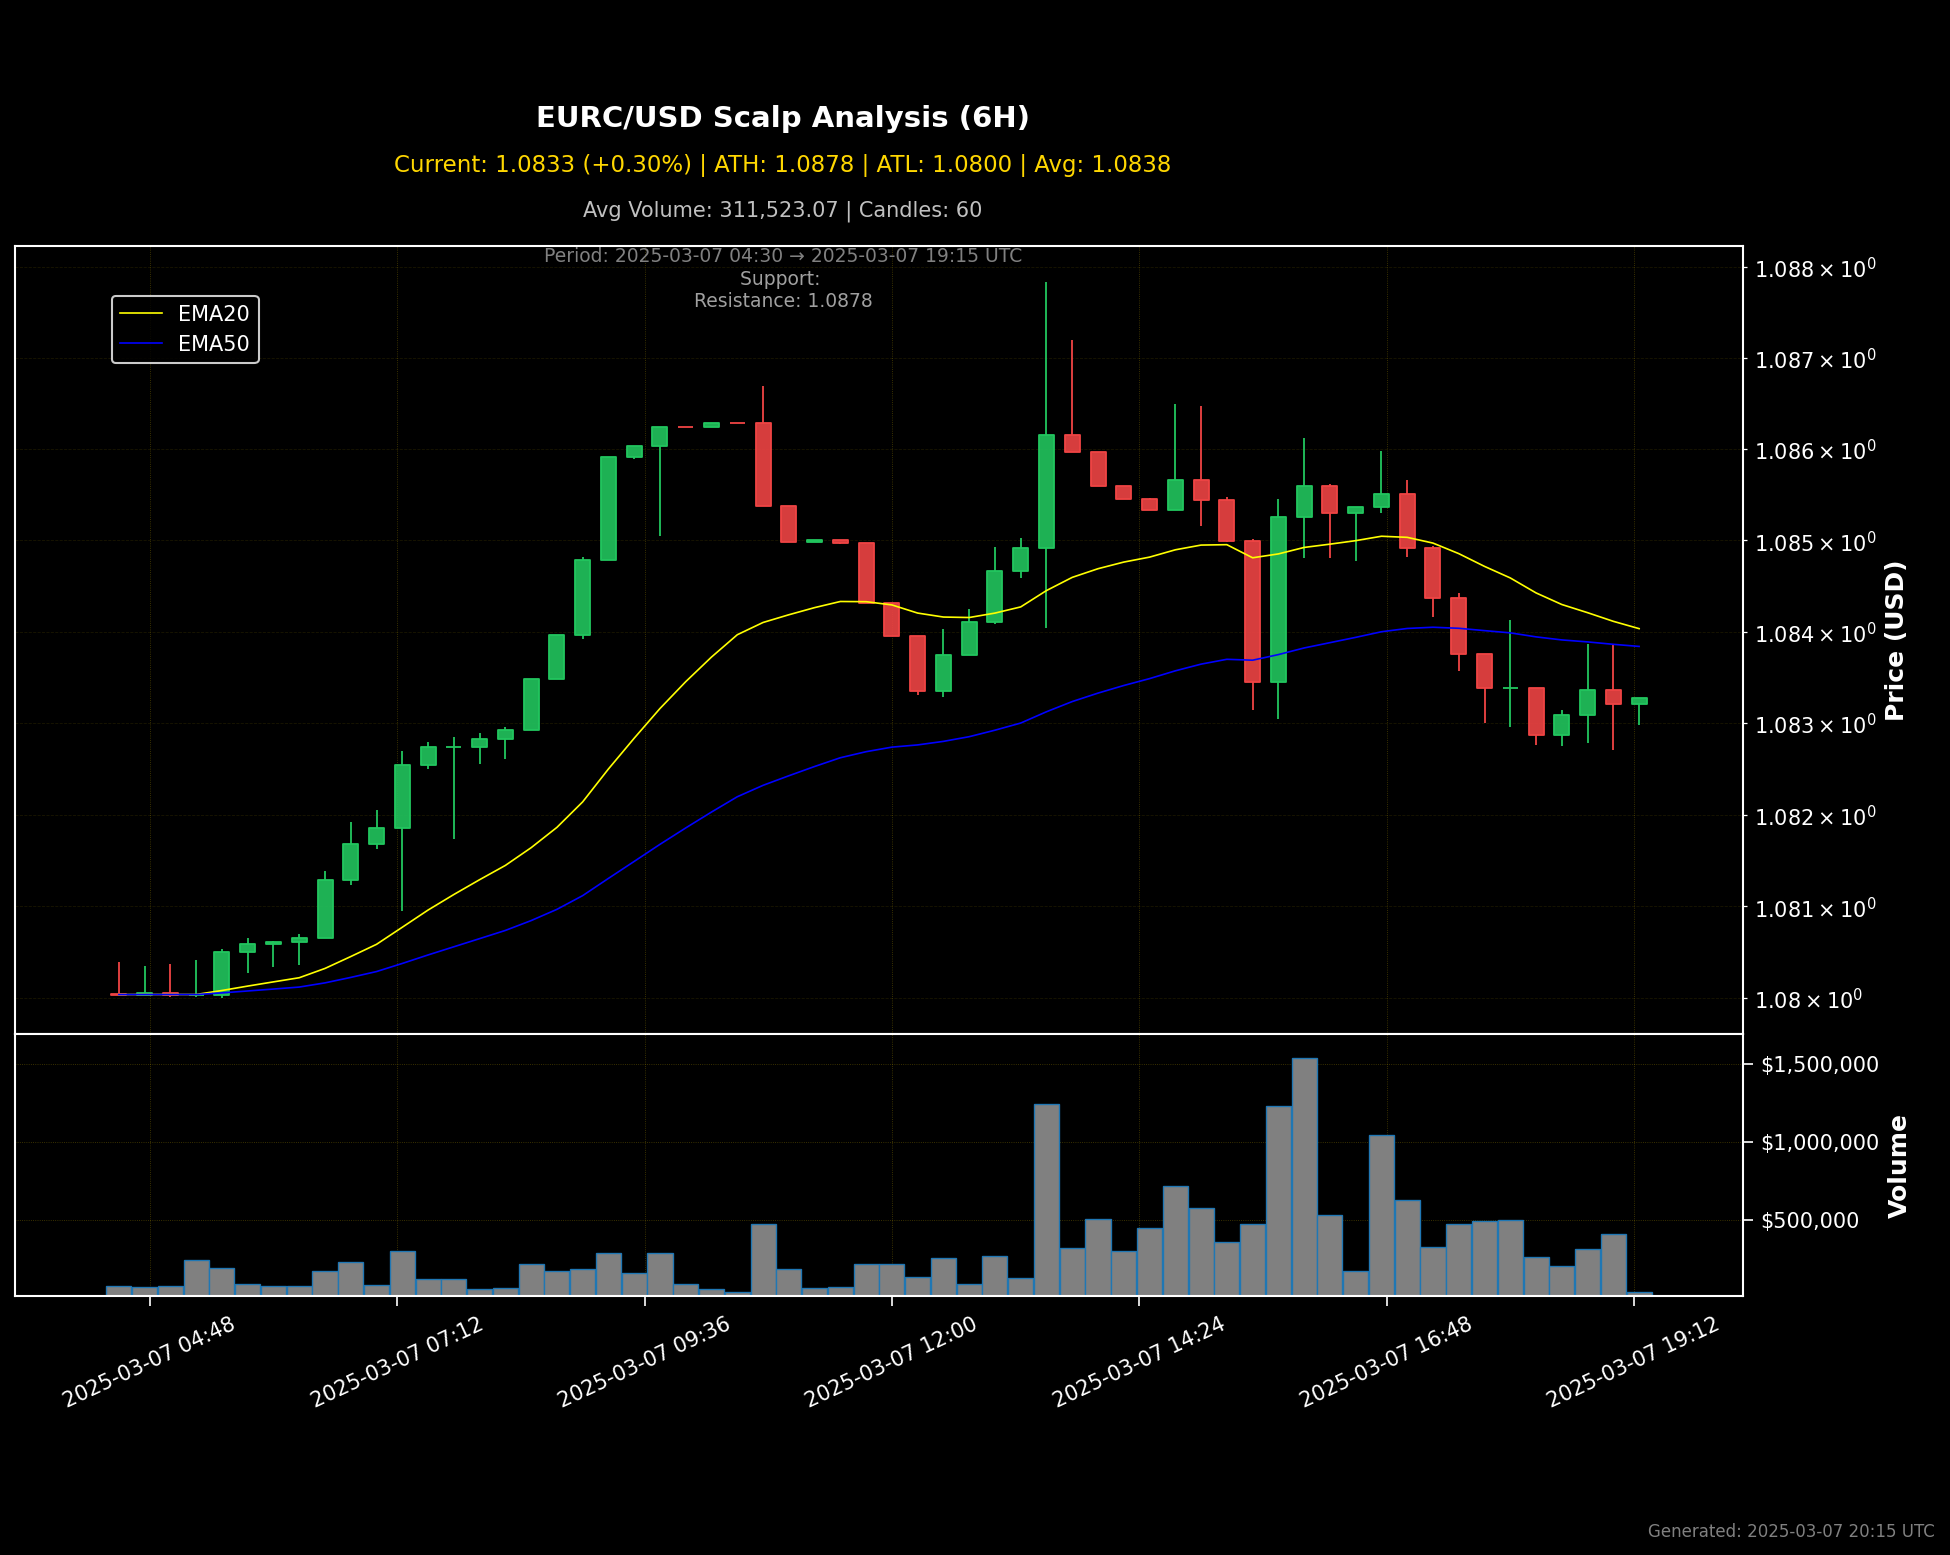 EURC/USD Scalp Analysis (6H)
Current: 1.0833 (+0.30%) | ATH: 1.0878 | ATL: 1.0800 | Avg: 1.0838
Avg Volume: 311,523.07 | Candles: 60
Period: 2025-03-07 04:30 → 2025-03-07 19:15 UTC
Support:
Resistance: 1.0878
EMA20
EMA50
1.088 × 10⁰
1.087 × 10⁰
1.086 × 10⁰
1.085 × 10⁰
1.084 × 10⁰
1.083 × 10⁰
1.082 × 10⁰
1.081 × 10⁰
1.08 × 10⁰
Price (USD)
$1,500,000
$1,000,000
$500,000
Volume
2025-03-07 04:48
2025-03-07 07:12
2025-03-07 09:36
2025-03-07 12:00
2025-03-07 14:24
2025-03-07 16:48
2025-03-07 19:12
Generated: 2025-03-07 20:15 UTC